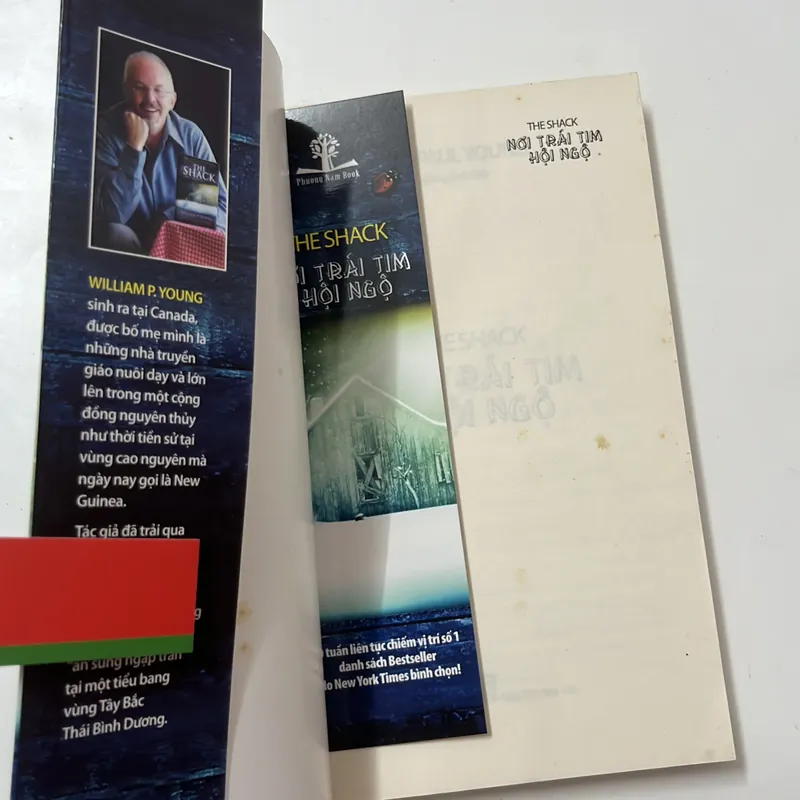 THE SHACK
WILLIAM P. YOUNG
sinh ra tại Canada,
được bố mẹ mình là
những nhà truyền
giáo nuôi dạy và lớn
lên trong một cộng
đồng nguyên thủy
như thời tiền sử tại
vùng cao nguyên mà
ngày nay gọi là New
Guinea.
Tác giả đã trải qua
ân sủng ngập tràn
tại một tiểu bang
vùng Tây Bắc
Thái Bình Dương.
Phuong Nam Book
THE SHACK
TRÁI TIM
HỘI NGỘ
tuần liên tục chiếm vị trí số 1
danh sách Bestseller
New York Times bình chọn!
THE SHACK
NƠI TRÁI TIM
HỘI NGỘ